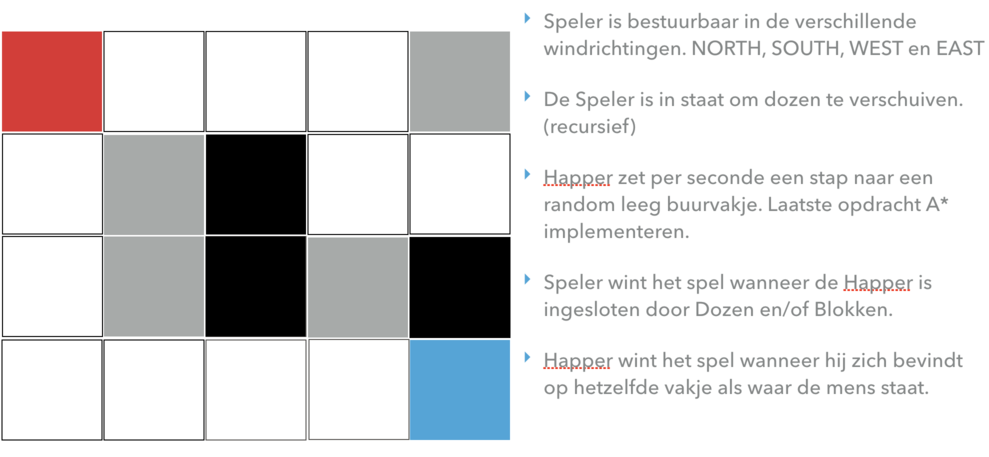 Speler is bestuurbaar in de verschillende
windrichtingen. NORTH, SOUTH, WEST en EAST
De Speler is in staat om dozen te verschuiven.
(recursief)
Happer zet per seconde een stap naar een
random leeg buurvakje. Laatste opdracht A*
implementeren.
Speler wint het spel wanneer de Happer is
ingesloten door Dozen en/of Blokken.
Happer wint het spel wanneer hij zich bevindt
op hetzelfde vakje als waar de mens staat.